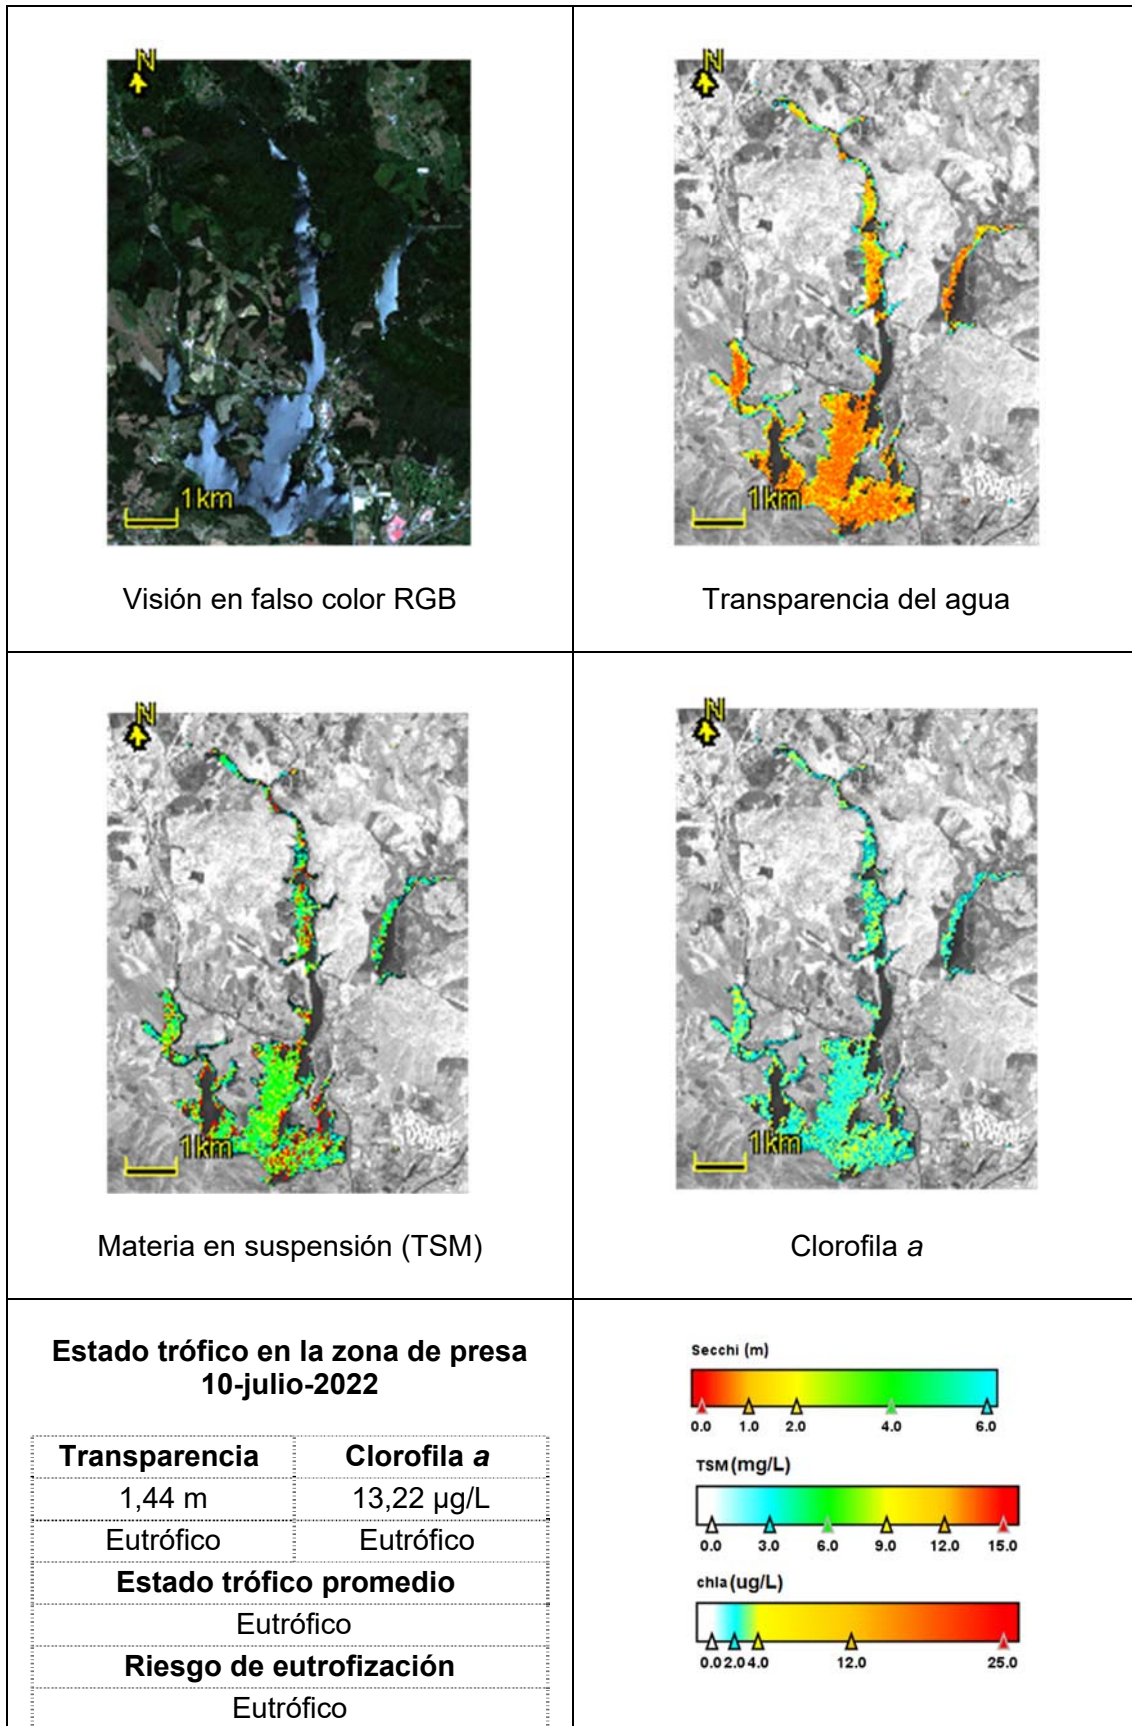 N
1km
Visión en falso color RGB
N
1km
Transparencia del agua
N
1km
Materia en suspensión (TSM)
N
1km
Clorofila a
Estado trófico en la zona de presa
10-julio-2022
Transparencia Clorofila a
1,44 m 13,22 µg/L
Eutrófico Eutrófico
Estado trófico promedio
Eutrófico
Riesgo de eutrofización
Eutrófico
Secchi (m)
0.0 1.0 2.0 4.0 6.0
TSM(mg/L)
0.0 3.0 6.0 9.0 12.0 15.0
chla(ug/L)
0.0 2.0 4.0 12.0 25.0